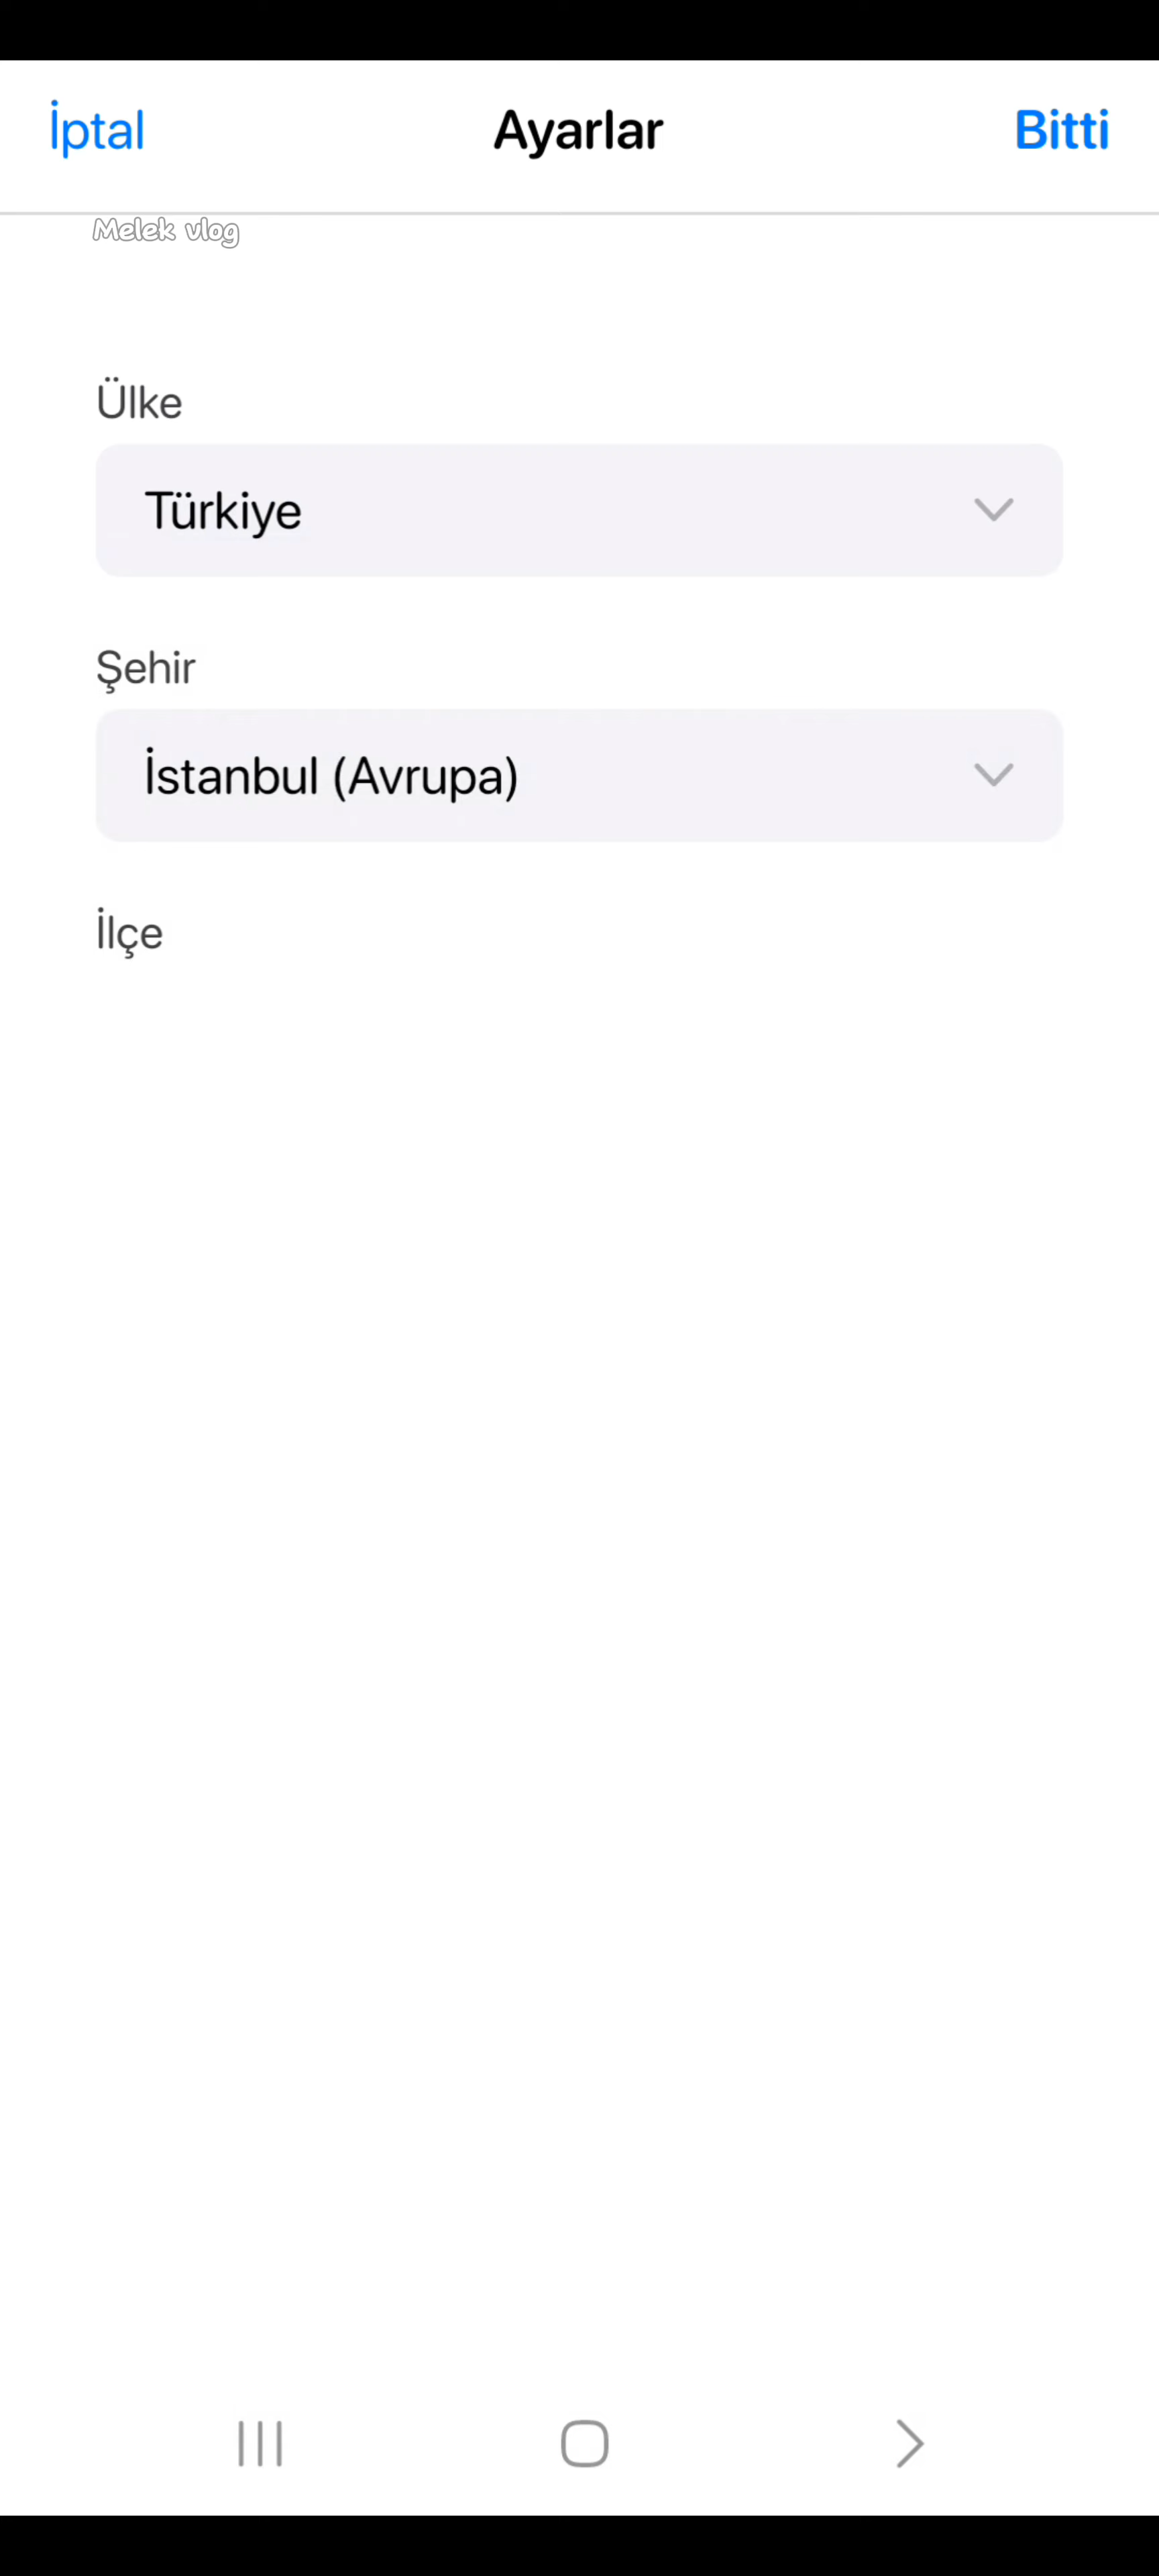 İptal
Ayarlar
Bitti
Melek vlog
Ülke
Türkiye
Şehir
İstanbul (Avrupa)
İlçe